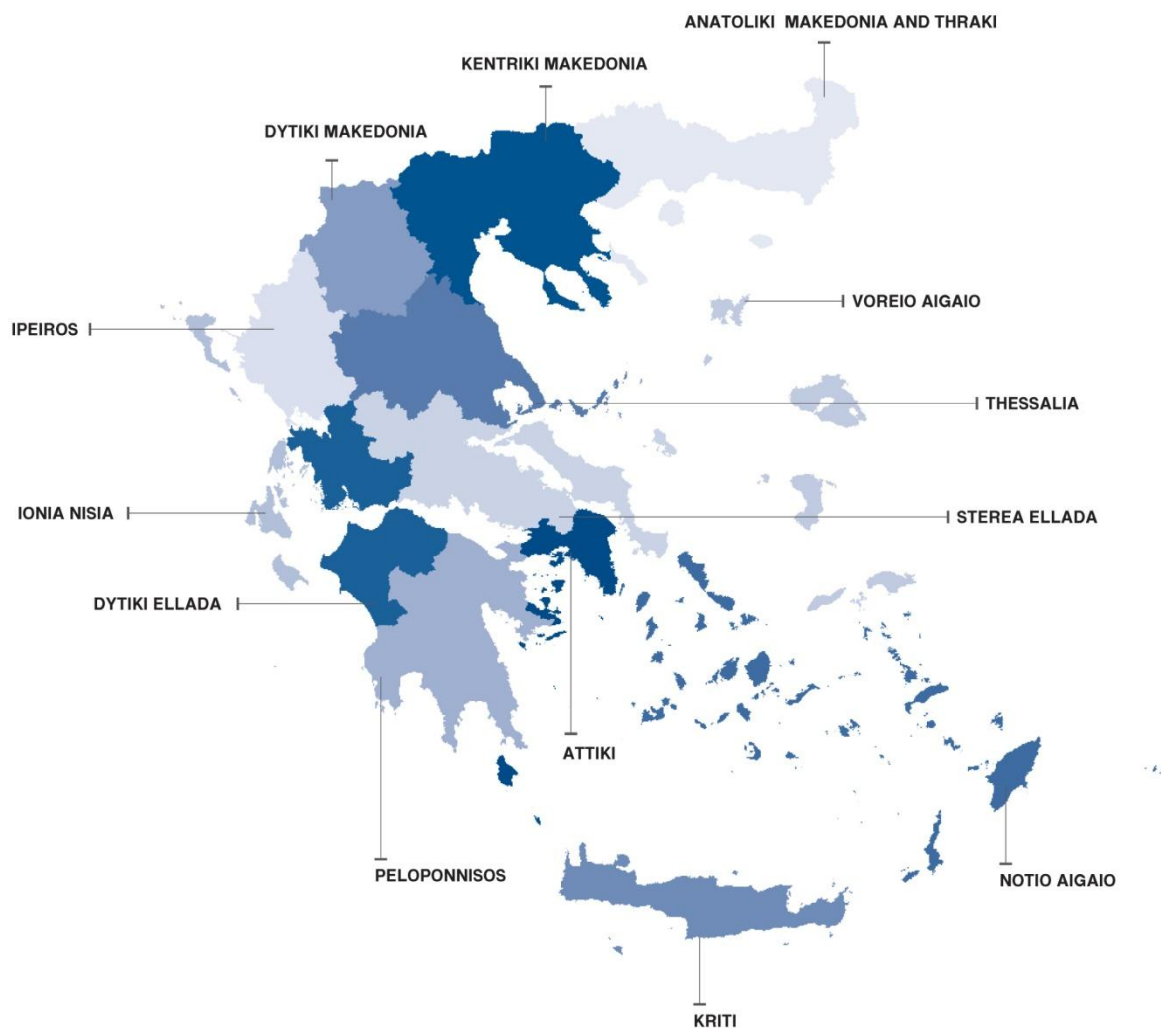 ANATOLIKI MAKEDONIA AND THRAKI
KENTRIKI MAKEDONIA
DYTIKI MAKEDONIA
VOREIO AIGAIO
IPEIROS
THESSALIA
IONIA NISIA
STEREA ELLADA
DYTIKI ELLADA
ATTIKI
PELOPONNISOS
NOTIO AIGAIO
KRITI